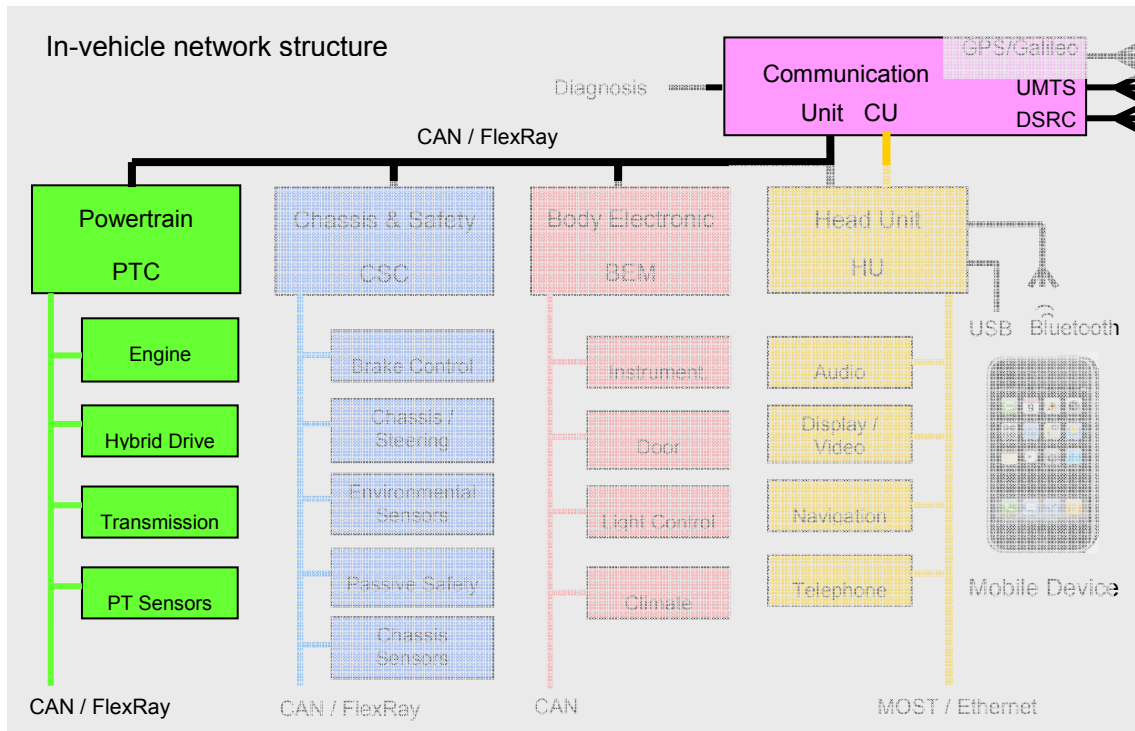 In-vehicle network structure
GPS/Galileo
Communication
Unit CU
UMTS
DSRC
Diagnosis
CAN / FlexRay
Powertrain
PTC
Chassis & Safety
CSC
Body Electronic
BEM
Head Unit
HU
USB Bluetooth
Engine
Hybrid Drive
Transmission
PT Sensors
Brake Control
Chassis /
Steering
Environmental
Sensors
Passive Safety
Chassis
Sensors
Instrument
Door
Light Control
Climate
Audio
Display /
Video
Navigation
Telephone
Mobile Device
CAN / FlexRay
CAN / FlexRay
CAN
MOST / Ethernet